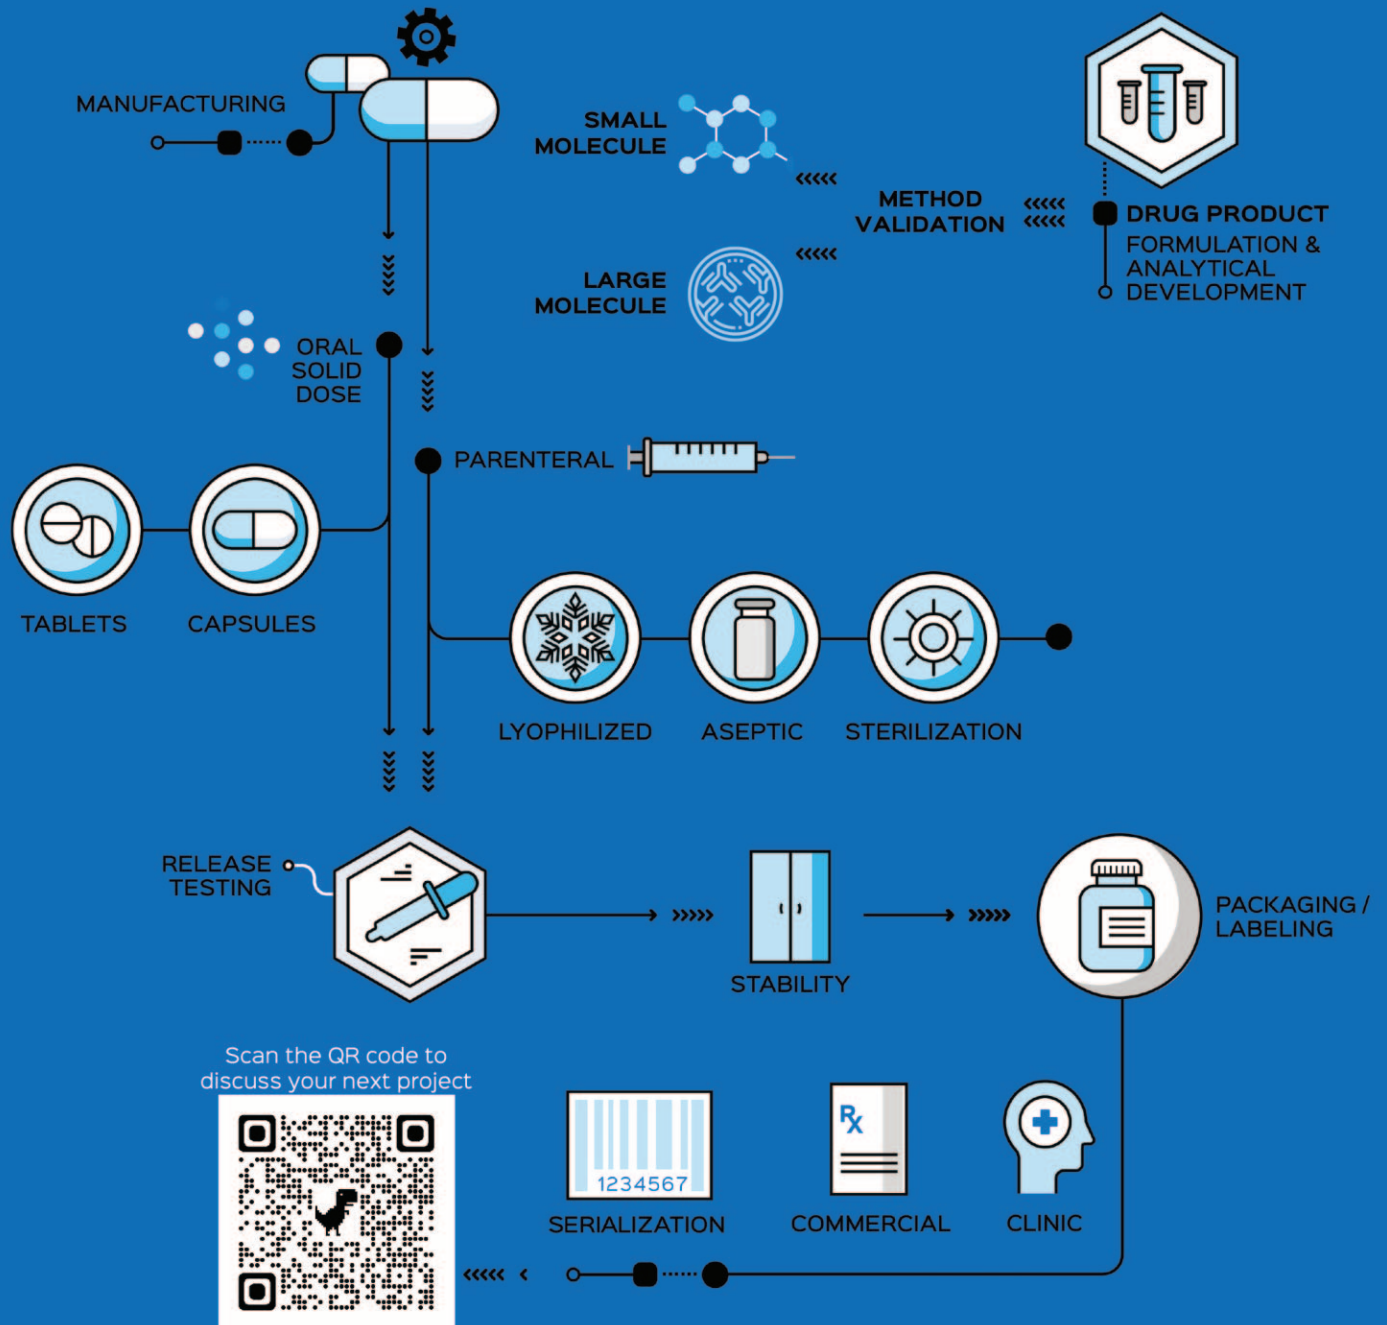 MANUFACTURING
SMALL
MOLECULE
METHOD
VALIDATION
DRUG PRODUCT
FORMULATION &
ANALYTICAL
DEVELOPMENT
LARGE
MOLECULE
ORAL
SOLID
DOSE
PARENTERAL
TABLETS
CAPSULES
LYOPHILIZED
ASEPTIC
STERILIZATION
RELEASE
TESTING
STABILITY
PACKAGING /
LABELING
Scan the QR code to
discuss your next project
1234567
SERIALIZATION
Rx
COMMERCIAL
CLINIC